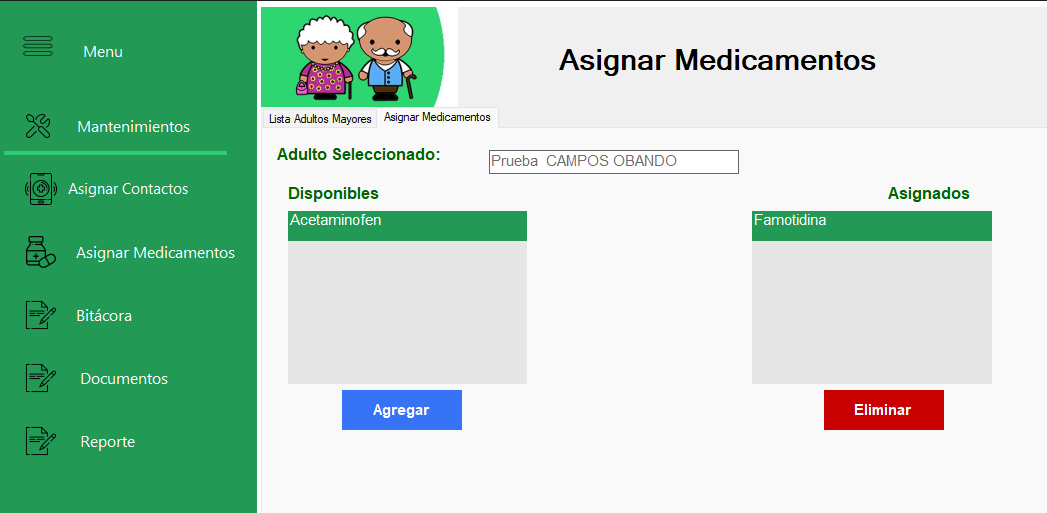 Menu
Mantenimientos
Asignar Contactos
Asignar Medicamentos
Bitácora
Documentos
Reporte
Asignar Medicamentos
Lista Adultos Mayores
Asignar Medicamentos
Adulto Seleccionado:
Prueba  CAMPOS OBANDO
Disponibles
Asignados
Acetaminofen
Famotidina
Agregar
Eliminar